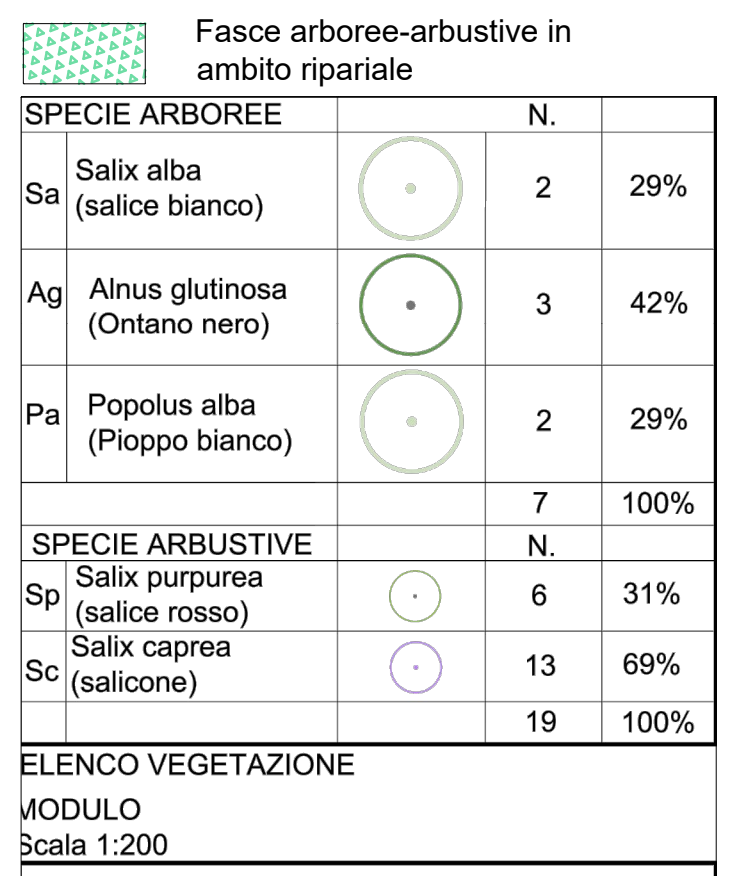 Fasce arboree-arbustive in
ambito ripariale
SPECIE ARBOREE N.
Sa Salix alba (salice bianco) 2 29%
Ag Alnus glutinosa (Ontano nero) 3 42%
Pa Popolus alba (Pioppo bianco) 2 29%
7 100%
SPECIE ARBUSTIVE N.
Sp Salix purpurea (salice rosso) 6 31%
Sc Salix caprea (salicone) 13 69%
19 100%
ELENCO VEGETAZIONE
MODULO
Scala 1:200